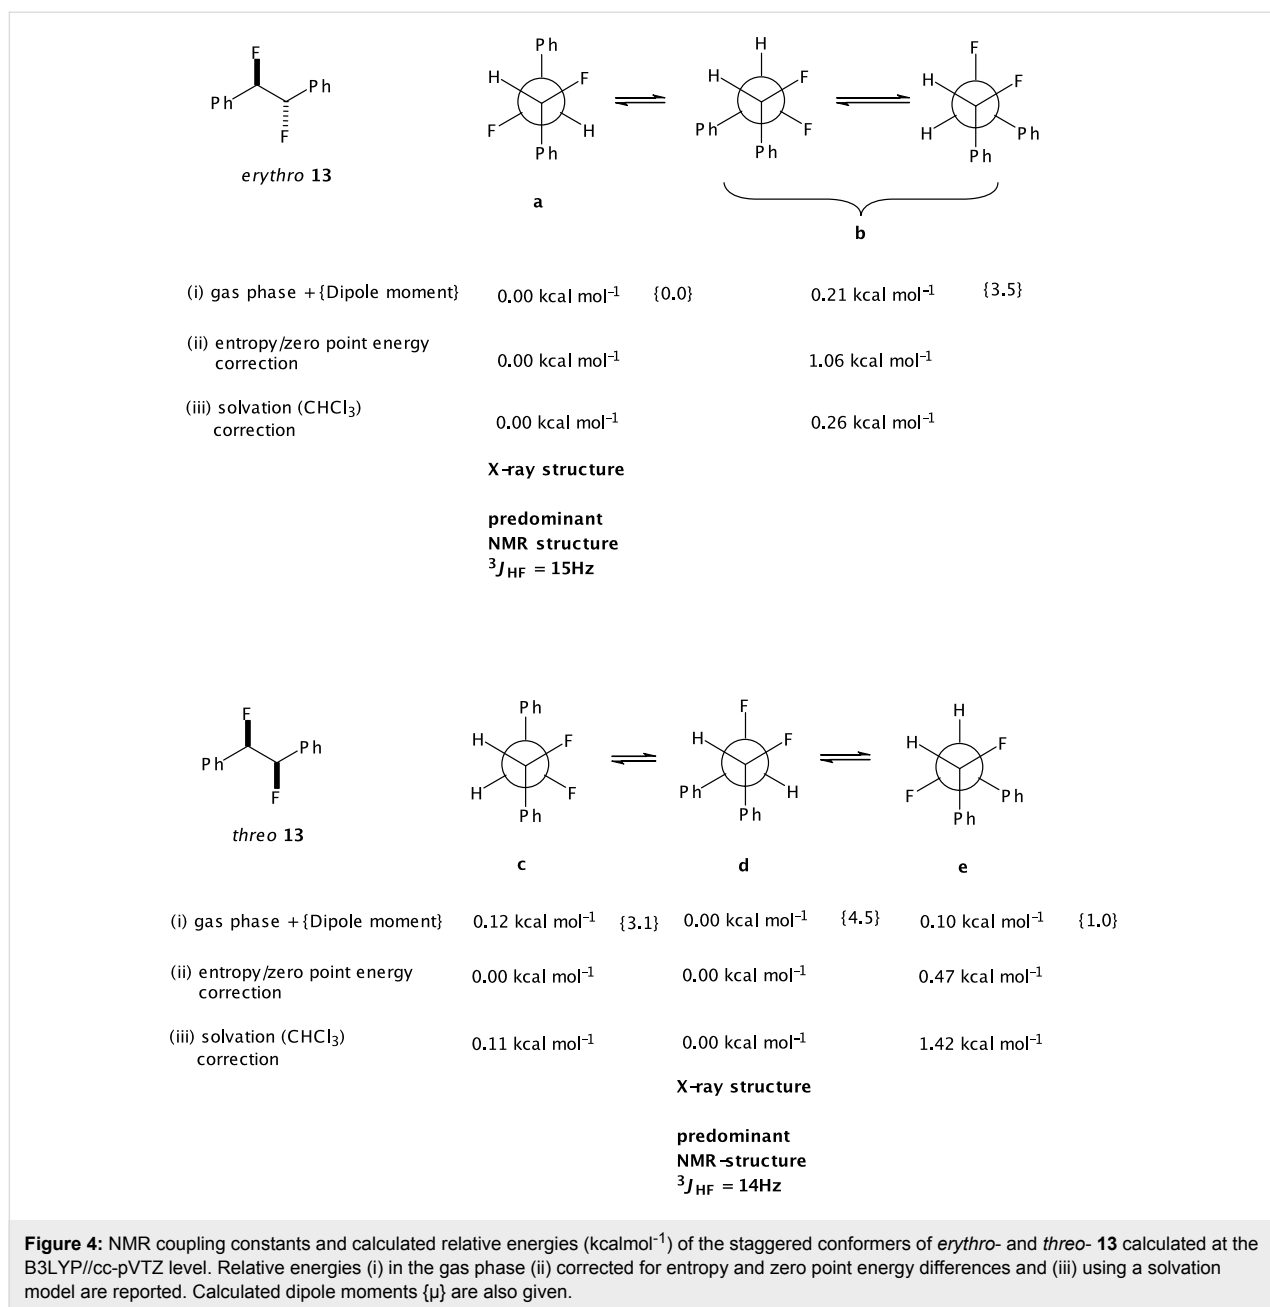 F
Ph
Ph
F
erythro 13
Ph
H
F
F
H
Ph
a
H
H
F
Ph
F
Ph
F
H
F
H
Ph
Ph
b
(i) gas phase +{Dipole moment}
0.00 kcal mol⁻¹ {0.0}
0.21 kcal mol⁻¹ {3.5}
(ii) entropy/zero point energy
correction
0.00 kcal mol⁻¹
1.06 kcal mol⁻¹
(iii) solvation (CHCl₃)
correction
0.00 kcal mol⁻¹
0.26 kcal mol⁻¹
X-ray structure
predominant
NMR structure
³J_HF = 15Hz
F
Ph
Ph
F
threo 13
Ph
H
F
H
F
Ph
c
F
H
F
Ph
H
Ph
d
H
H
F
F
Ph
Ph
e
(i) gas phase +{Dipole moment}
0.12 kcal mol⁻¹ {3.1}
0.00 kcal mol⁻¹ {4.5}
0.10 kcal mol⁻¹ {1.0}
(ii) entropy/zero point energy
correction
0.00 kcal mol⁻¹
0.00 kcal mol⁻¹
0.47 kcal mol⁻¹
(iii) solvation (CHCl₃)
correction
0.11 kcal mol⁻¹
0.00 kcal mol⁻¹
1.42 kcal mol⁻¹
X-ray structure
predominant
NMR-structure
³J_HF = 14Hz
Figure 4: NMR coupling constants and calculated relative energies (kcalmol⁻¹) of the staggered conformers of erythro- and threo- 13 calculated at the
B3LYP//cc-pVTZ level. Relative energies (i) in the gas phase (ii) corrected for entropy and zero point energy differences and (iii) using a solvation
model are reported. Calculated dipole moments {µ} are also given.